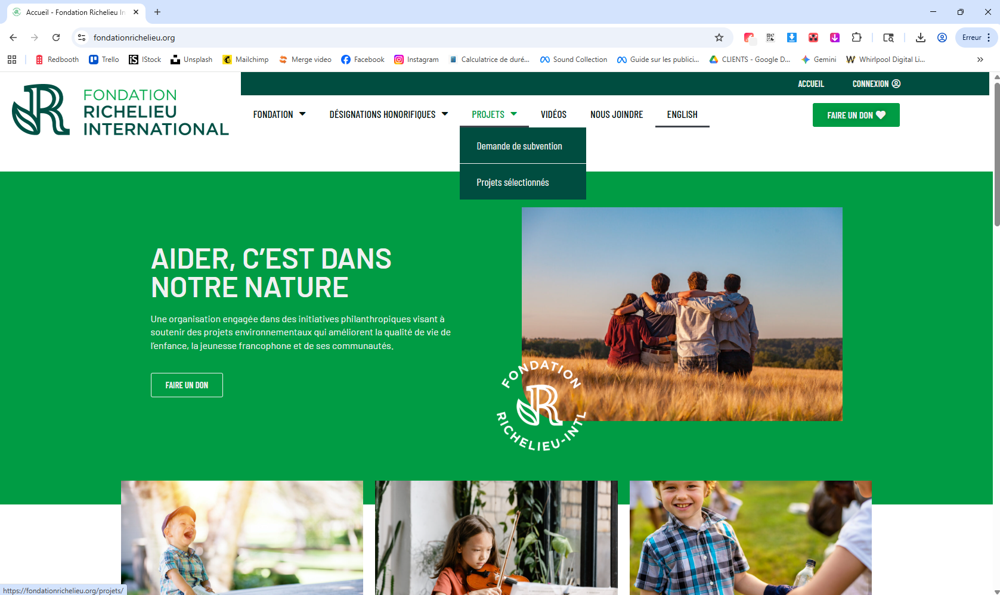 Accueil - Fondation Richelieu In
fondationrichelieu.org
Erreur
Redbooth
Trello
IStock
Unsplash
Mailchimp
Merge video
Facebook
Instagram
Calculatrice de duré...
Sound Collection
Guide sur les publici...
CLIENTS - Google D...
Gemini
Whirlpool Digital Li...
FONDATION
RICHELIEU
INTERNATIONAL
ACCUEIL
CONNEXION
FONDATION
DÉSIGNATIONS HONORIFIQUES
PROJETS
VIDÉOS
NOUS JOINDRE
ENGLISH
FAIRE UN DON
Demande de subvention
Projets sélectionnés
AIDER, C'EST DANS
NOTRE NATURE
Une organisation engagée dans des initiatives philanthropiques visant à
soutenir des projets environnementaux qui améliorent la qualité de vie de
l'enfance, la jeunesse francophone et de ses communautés.
FAIRE UN DON
FONDATION
RICHELIEU-INTL
https://fondationrichelieu.org/projets/